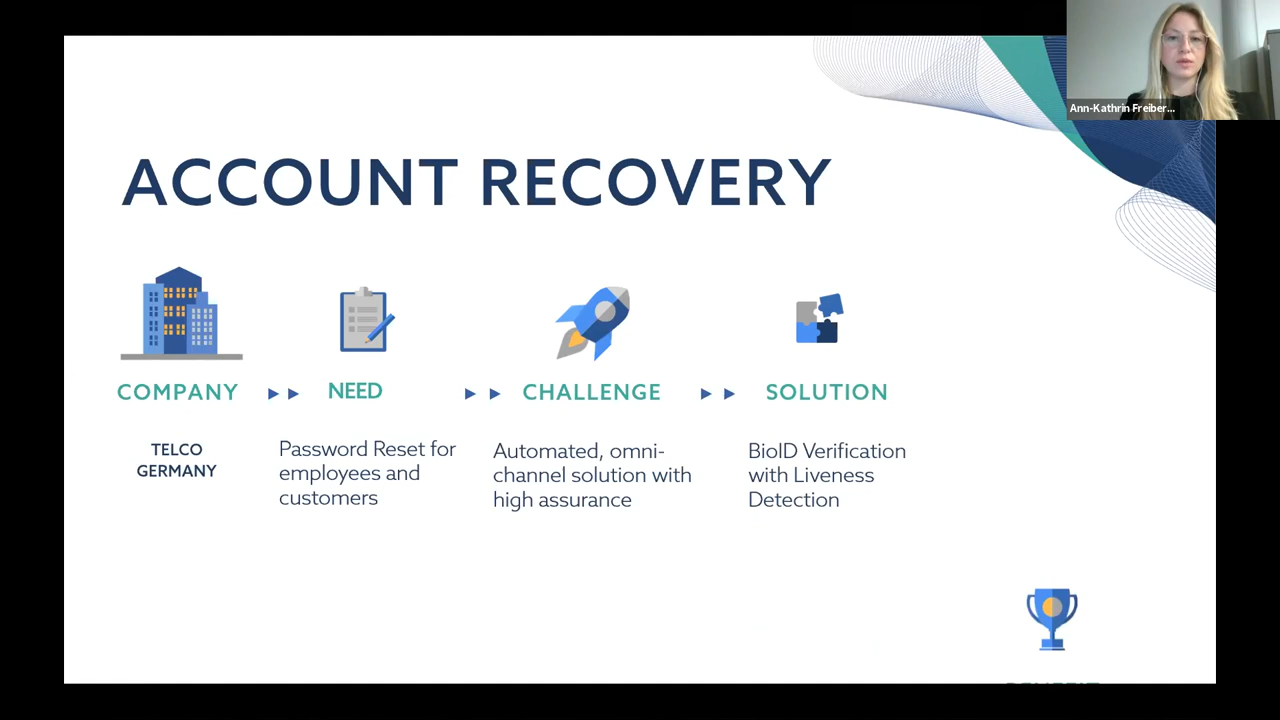 Ann-Kathrin Freiber...
ACCOUNT RECOVERY
COMPANY
NEED
CHALLENGE
SOLUTION
TELCO
GERMANY
Password Reset for
employees and
customers
Automated, omni-
channel solution with
high assurance
BioID Verification
with Liveness
Detection